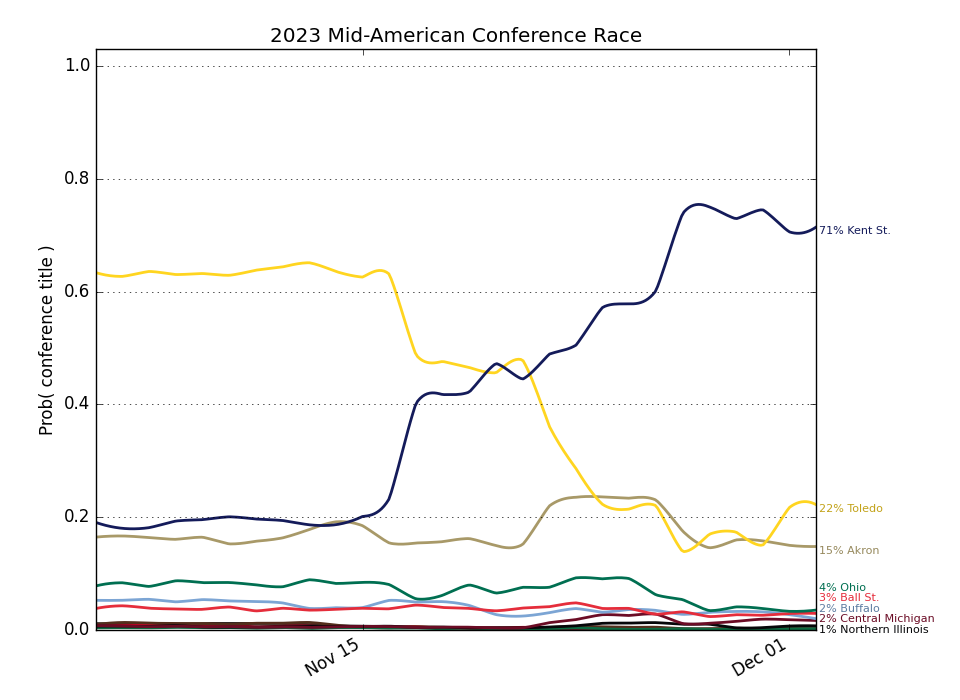 2023 Mid-American Conference Race
Prob( conference title )
1.0
0.8
0.6
0.4
0.2
0.0
Nov 15
Dec 01
71% Kent St.
22% Toledo
15% Akron
4% Ohio
3% Ball St.
2% Buffalo
2% Central Michigan
1% Northern Illinois